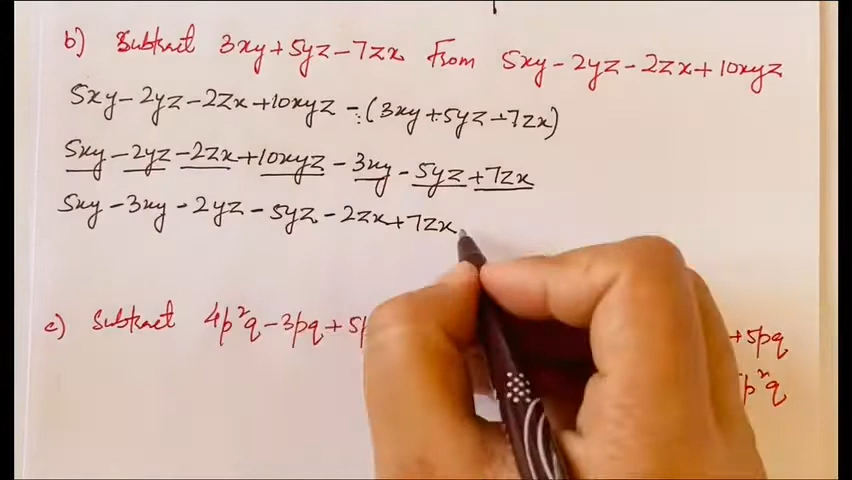 b) Subtract 3xy + 5yz - 7zx From 5xy - 2yz - 2zx + 10xyz
5xy - 2yz - 2zx + 10xyz - (3xy + 5yz - 7zx)
5xy - 2yz - 2zx + 10xyz - 3xy - 5yz + 7zx
5xy - 3xy - 2yz - 5yz - 2zx + 7zx
c) Subtract 4p²q - 3pq + 5p
+ 5pq
p²q